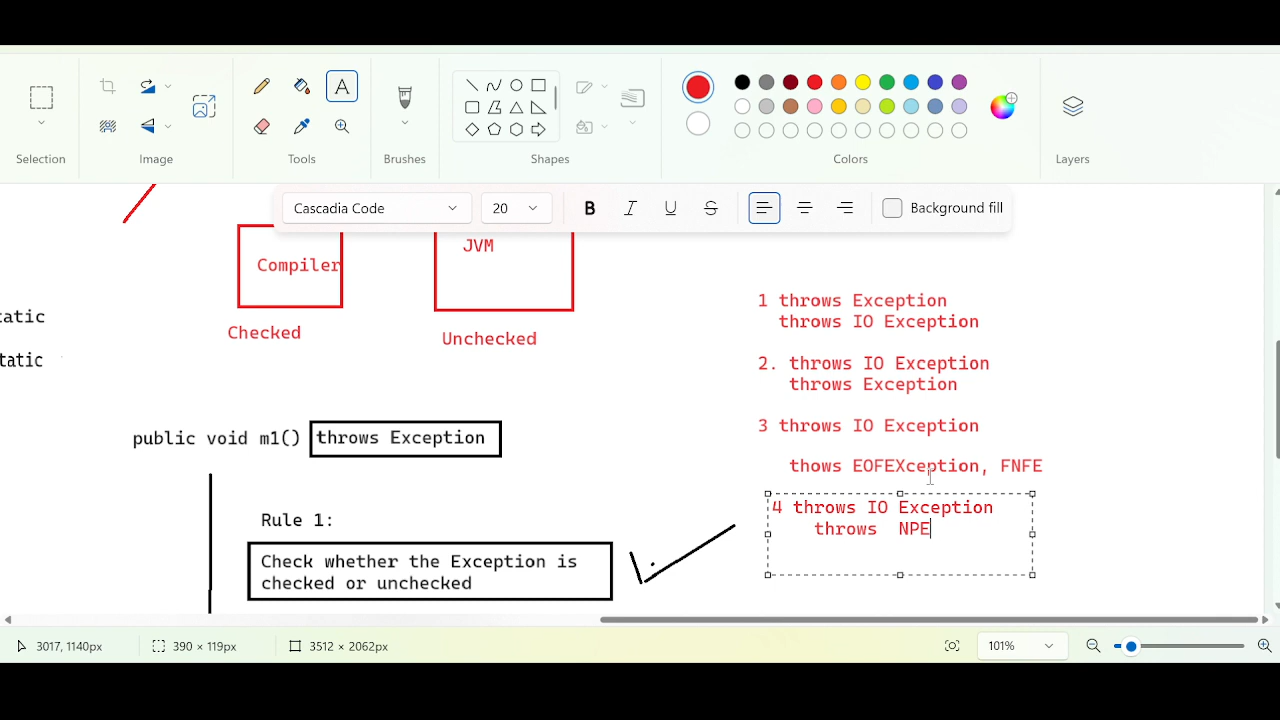 Selection
Image
Tools
Brushes
Shapes
Colors
Layers
Cascadia Code
20
B
I
U
S
Background fill
JVM
Compiler
Checked
Unchecked
tatic
tatic
public void m1() throws Exception
Rule 1:
Check whether the Exception is
checked or unchecked
1 throws Exception
throws IO Exception
2. throws IO Exception
throws Exception
3 throws IO Exception
thows EOFEXception, FNFE
4 throws IO Exception
throws NPE
3017, 1140px
390 × 119px
3512 × 2062px
101%